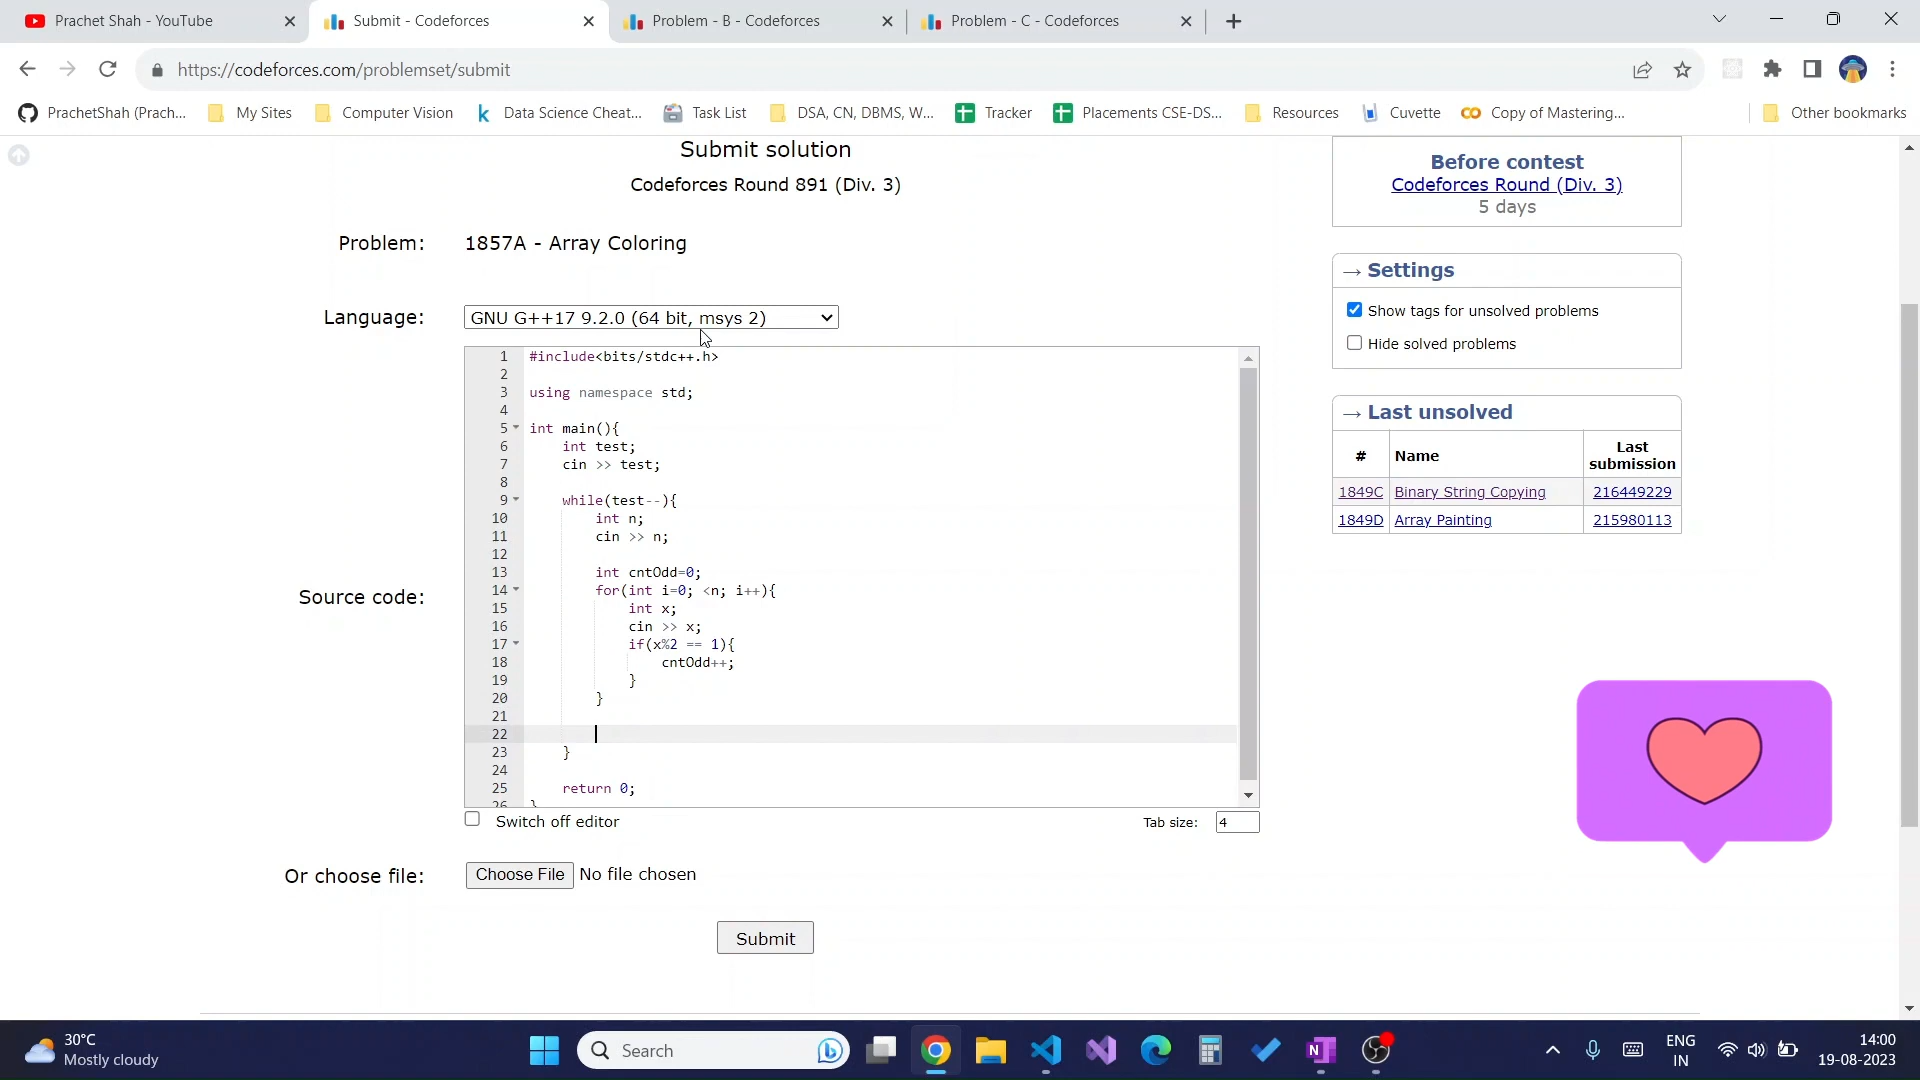 Prachet Shah - YouTube
Submit - Codeforces
Problem - B - Codeforces
Problem - C - Codeforces
https://codeforces.com/problemset/submit
PrachetShah (Prach...
My Sites
Computer Vision
k
Data Science Cheat...
Task List
DSA, CN, DBMS, W...
Tracker
Placements CSE-DS...
Resources
Cuvette
Copy of Mastering...
Other bookmarks
Submit solution
Codeforces Round 891 (Div. 3)
Problem:
1857A - Array Coloring
Language:
GNU G++17 9.2.0 (64 bit, msys 2)
Source code:
1 #include<bits/stdc++.h>
2
3 using namespace std;
4
5 int main(){
6 int test;
7 cin >> test;
8
9 while(test--){
10 int n;
11 cin >> n;
12
13 int cntOdd=0;
14 for(int i=0; <n; i++){
15 int x;
16 cin >> x;
17 if(x%2 == 1){
18 cntOdd++;
19 }
20 }
21
22
23 }
24
25 return 0;
26 }
Switch off editor
Tab size:
4
Or choose file:
Choose File No file chosen
Submit
Before contest
Codeforces Round (Div. 3)
5 days
→ Settings
Show tags for unsolved problems
Hide solved problems
→ Last unsolved
# Name Last submission
1849C Binary String Copying 216449229
1849D Array Painting 215980113
30°C
Mostly cloudy
Search
N
ENG
IN
14:00
19-08-2023